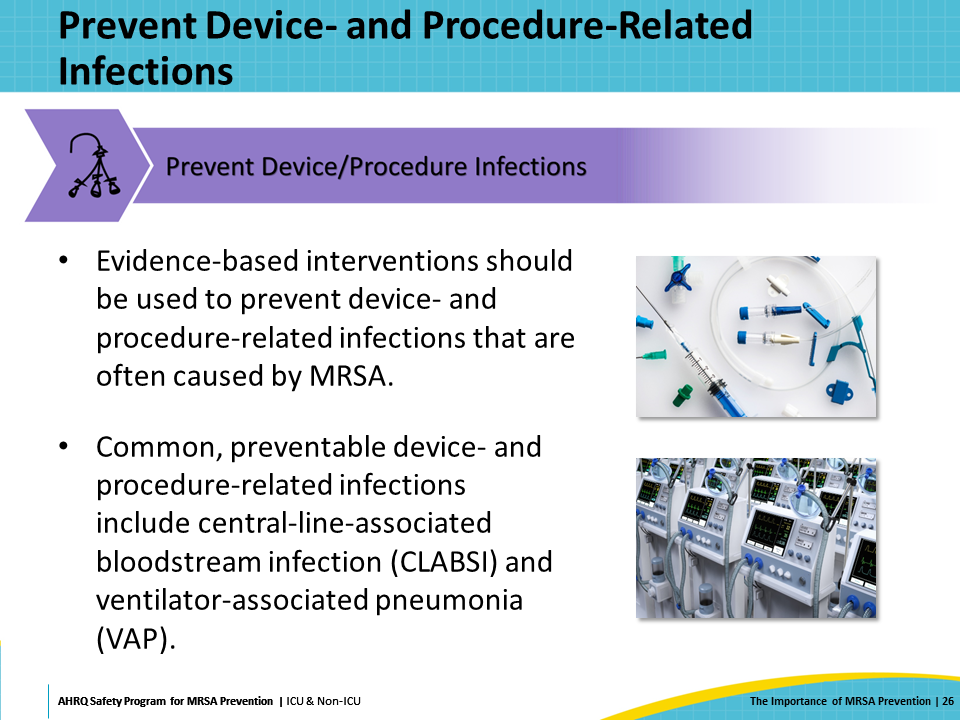 Prevent Device- and Procedure-Related
Infections
Prevent Device/Procedure Infections
• Evidence-based interventions should
be used to prevent device- and
procedure-related infections that are
often caused by MRSA.
• Common, preventable device- and
procedure-related infections
include central-line-associated
bloodstream infection (CLABSI) and
ventilator-associated pneumonia
(VAP).
AHRQ Safety Program for MRSA Prevention | ICU & Non-ICU
The Importance of MRSA Prevention | 26